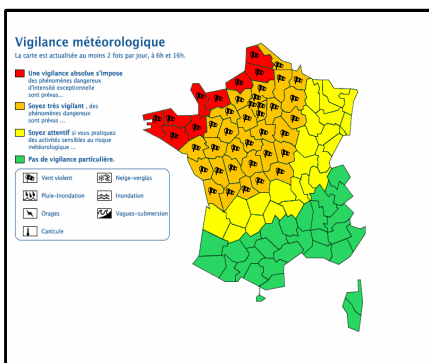 Vigilance météorologique
La carte est actualisée au moins 2 fois par jour, à 6h et 16h.
Une vigilance absolue s'impose
des phénomènes dangereux
d'intensité exceptionnelle
sont prévus...
Soyez très vigilant , des
phénomènes dangereux
sont prévus ...
Soyez attentif si vous pratiquez
des activités sensibles au risque
météorologique ...
Pas de vigilance particulière.
Vent violent
Neige-verglas
Pluie-Inondation
Inondation
Orages
Vagues-submersion
Canicule